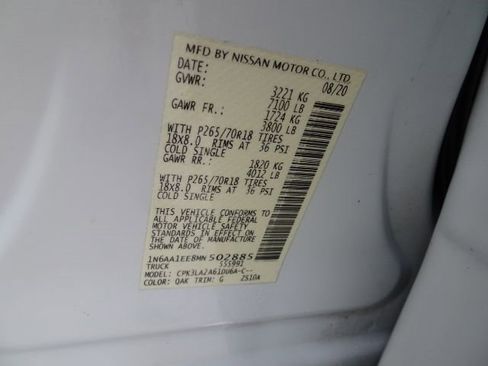 MFD BY NISSAN MOTOR CO., LTD.
DATE: 08/20
GVWR: 3221 KG
7100 LB
GAWR FR.: 1724 KG
3800 LB
WITH P265/70R18 TIRES
18X8.0 RIMS AT 36 PSI
COLD SINGLE
GAWR RR.: 1820 KG
4012 LB
WITH P265/70R18 TIRES
18X8.0 RIMS AT 36 PSI
COLD SINGLE
THIS VEHICLE CONFORMS TO
ALL APPLICABLE FEDERAL
MOTOR VEHICLE SAFETY
STANDARDS IN EFFECT ON
THE DATE OF MANUFACTURE
SHOWN ABOVE.
1N6AA1EE8MN502885
TRUCK 555991
MODEL: CPK3LA2A61DU6A-C--
COLOR: QAK TRIM: G ZS1DA